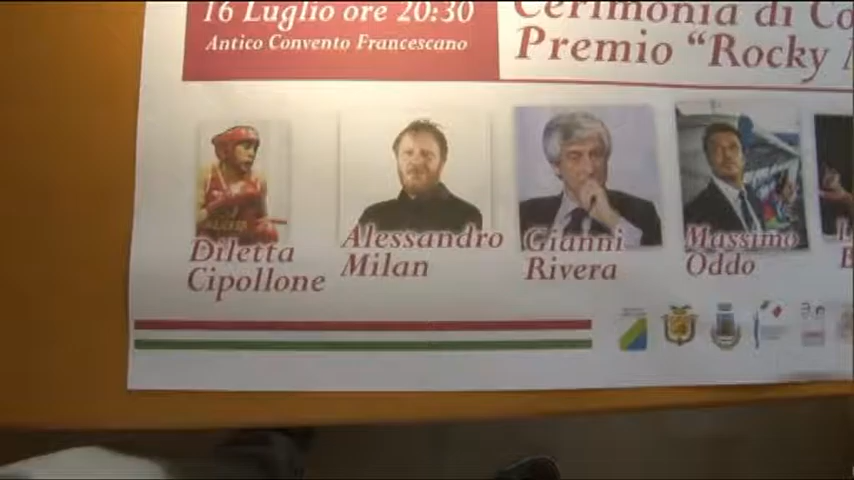 16 Luglio ore 20:30
Antico Convento Francescano
Cerimonia di Co
Premio "Rocky
Diletta
Cipollone
Alessandro
Milan
Gianni
Rivera
Massimo
Oddo